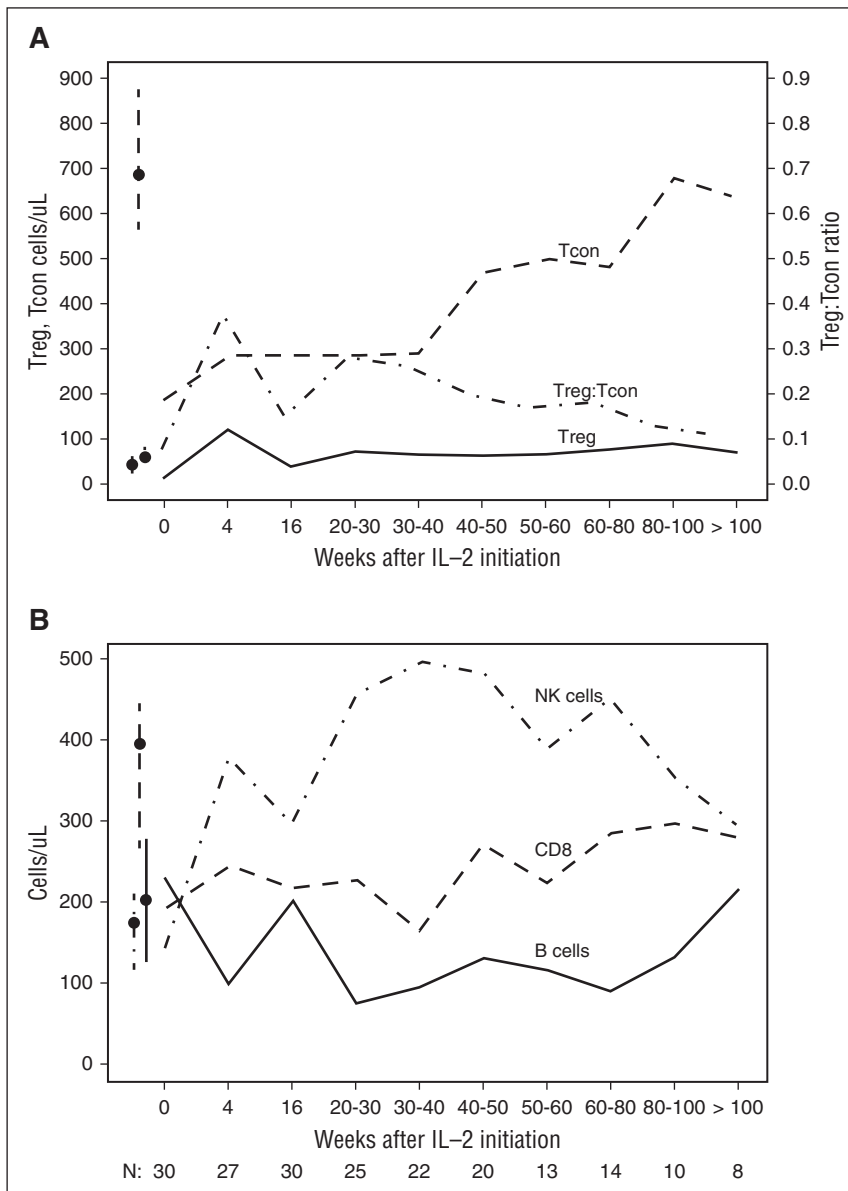 A
900
800
700
600
500
400
300
200
100
0
Treg, Tcon cells/uL
0.9
0.8
0.7
0.6
0.5
0.4
0.3
0.2
0.1
0.0
Treg:Tcon ratio
Tcon
Treg:Tcon
Treg
0 4 16 20-30 30-40 40-50 50-60 60-80 80-100 > 100
Weeks after IL–2 initiation
B
500
400
300
200
100
0
Cells/uL
NK cells
CD8
B cells
0 4 16 20-30 30-40 40-50 50-60 60-80 80-100 > 100
Weeks after IL–2 initiation
N: 30 27 30 25 22 20 13 14 10 8